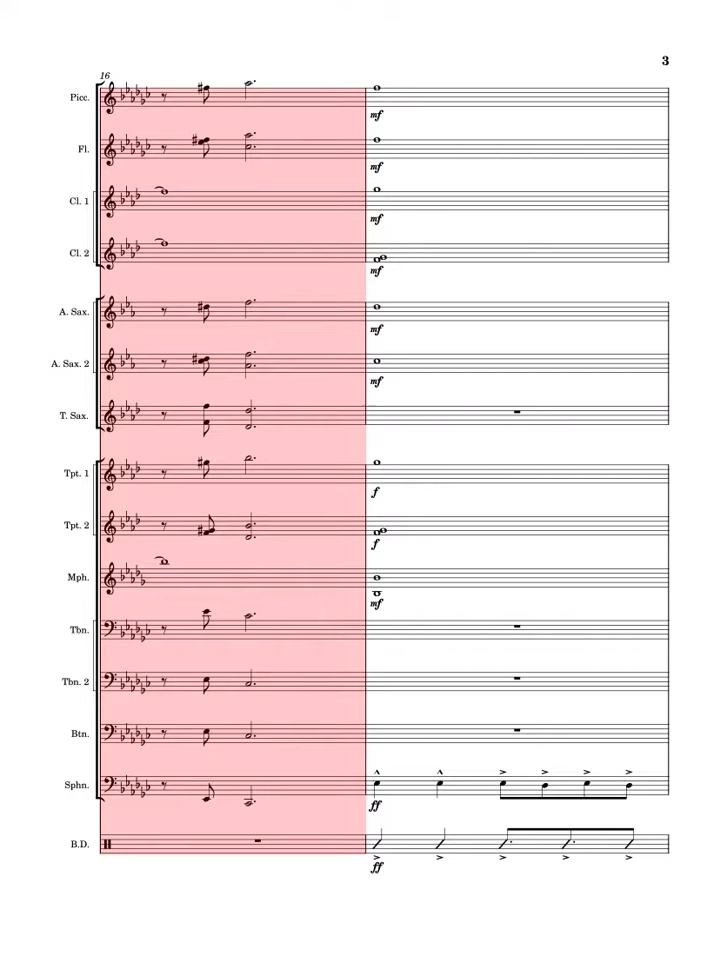 3
16
Picc.
mf
Fl.
mf
Cl. 1
mf
Cl. 2
mf
A. Sax.
mf
A. Sax. 2
mf
T. Sax.
Tpt. 1
f
Tpt. 2
f
Mph.
mf
Tbn.
Tbn. 2
Btn.
Sphn.
ff
B.D.
ff